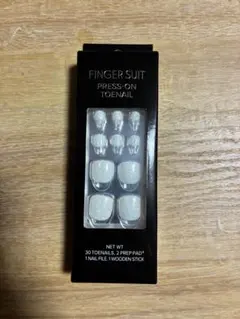 FINGER SUIT
PRESS-ON
TOENAIL
NET WT
30 TOENAILS, 2 PREP PAD
1 NAIL FILE, 1 WOODEN STICK